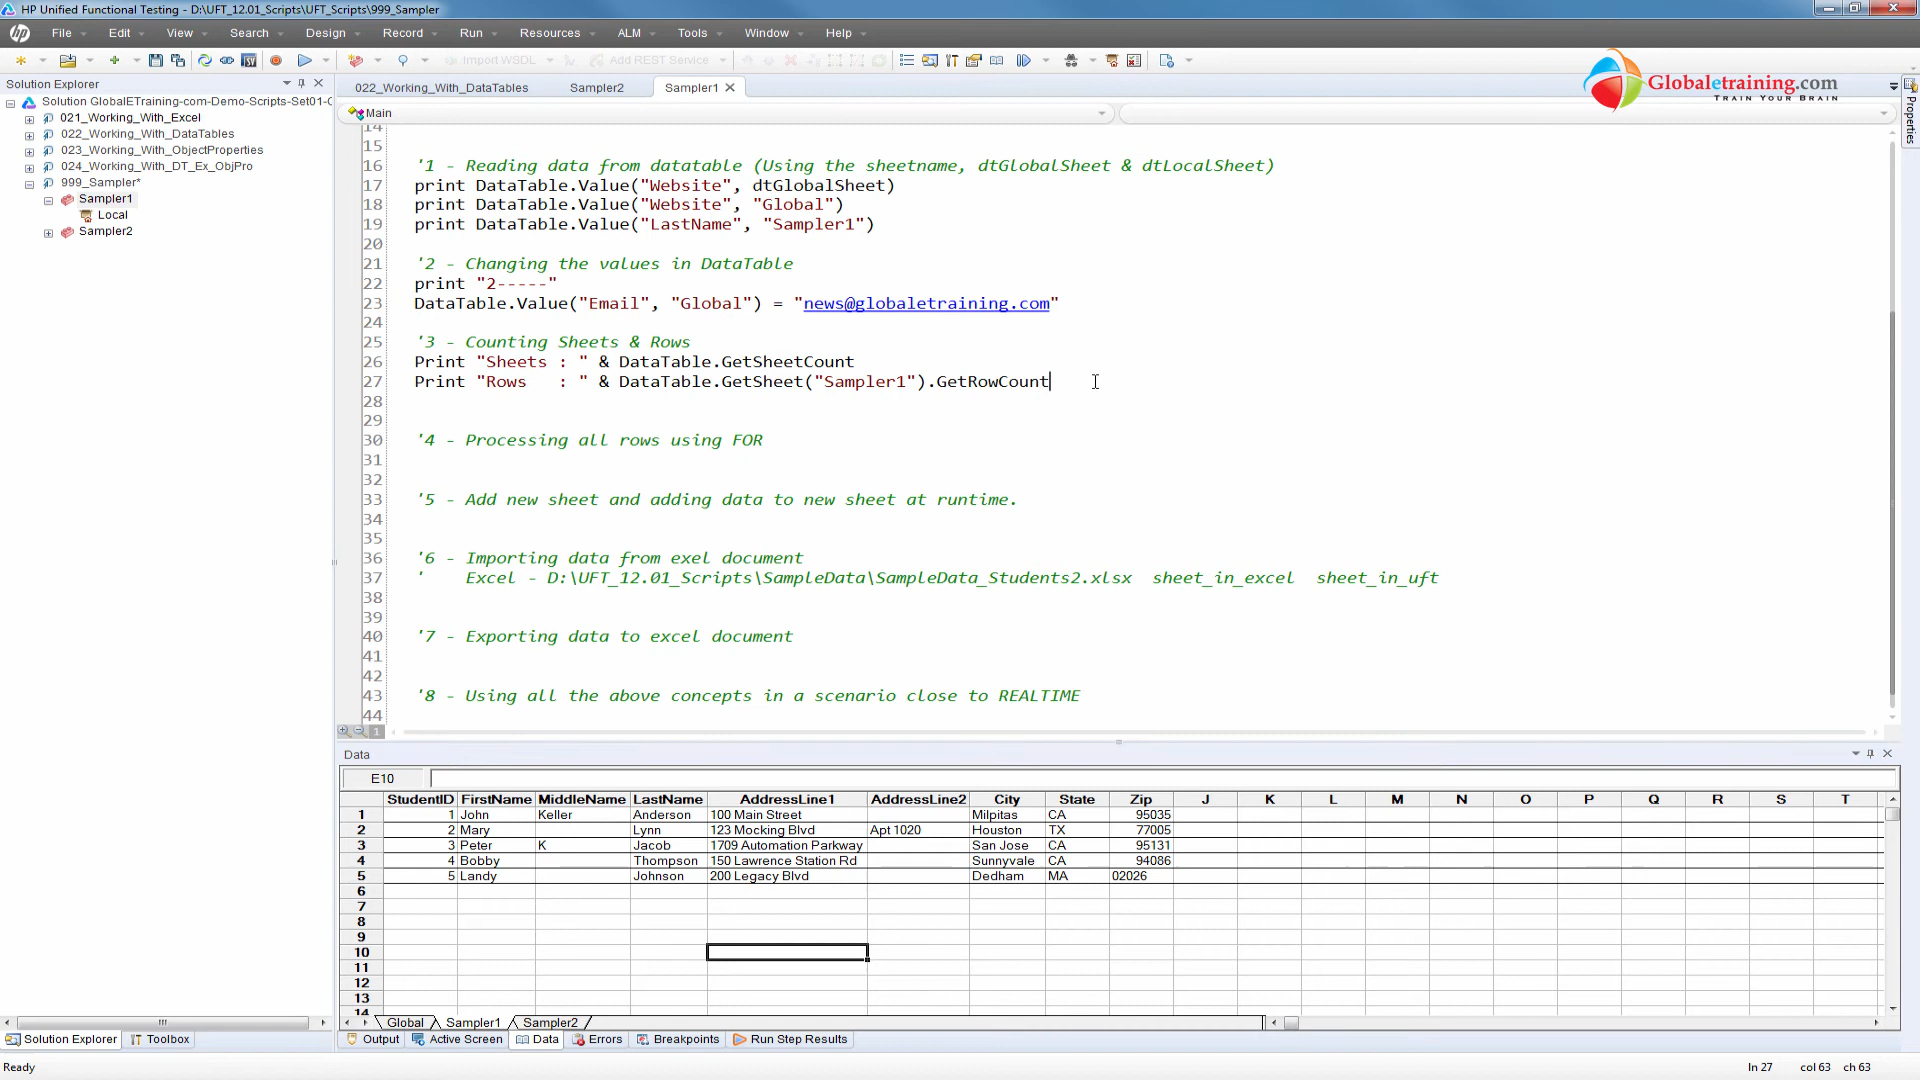 HP Unified Functional Testing - D:\UFT_12.01_Scripts\UFT_Scripts\999_Sampler
File Edit View Search Design Record Run Resources ALM Tools Window Help
Import WSDL Add REST Service
Globaletraining.com
TRAIN YOUR BRAIN
Solution Explorer
022_Working_With_DataTables Sampler2 Sampler1
Properties
Main
Solution GlobalETraining-com-Demo-Scripts-Set01-
021_Working_With_Excel
022_Working_With_DataTables
023_Working_With_ObjectProperties
024_Working_With_DT_Ex_ObjPro
999_Sampler*
Sampler1
Local
Sampler2
14
15
16 '1 - Reading data from datatable (Using the sheetname, dtGlobalSheet & dtLocalSheet)
17 print DataTable.Value("Website", dtGlobalSheet)
18 print DataTable.Value("Website", "Global")
19 print DataTable.Value("LastName", "Sampler1")
20
21 '2 - Changing the values in DataTable
22 print "2-----"
23 DataTable.Value("Email", "Global") = "news@globaletraining.com"
24
25 '3 - Counting Sheets & Rows
26 Print "Sheets : " & DataTable.GetSheetCount
27 Print "Rows   : " & DataTable.GetSheet("Sampler1").GetRowCount
28
29
30 '4 - Processing all rows using FOR
31
32
33 '5 - Add new sheet and adding data to new sheet at runtime.
34
35
36 '6 - Importing data from exel document
37 '    Excel - D:\UFT_12.01_Scripts\SampleData\SampleData_Students2.xlsx  sheet_in_excel  sheet_in_uft
38
39
40 '7 - Exporting data to excel document
41
42
43 '8 - Using all the above concepts in a scenario close to REALTIME
44
1
Data
E10
StudentID FirstName MiddleName LastName AddressLine1 AddressLine2 City State Zip J K L M N O P Q R S T
1 1 John Keller Anderson 100 Main Street Milpitas CA 95035
2 2 Mary Lynn 123 Mocking Blvd Apt 1020 Houston TX 77005
3 3 Peter K Jacob 1709 Automation Parkway San Jose CA 95131
4 4 Bobby Thompson 150 Lawrence Station Rd Sunnyvale CA 94086
5 5 Landy Johnson 200 Legacy Blvd Dedham MA 02026
6
7
8
9
10
11
12
13
14
Global Sampler1 Sampler2
Solution Explorer Toolbox Output Active Screen Data Errors Breakpoints Run Step Results
Ready ln 27 col 63 ch 63